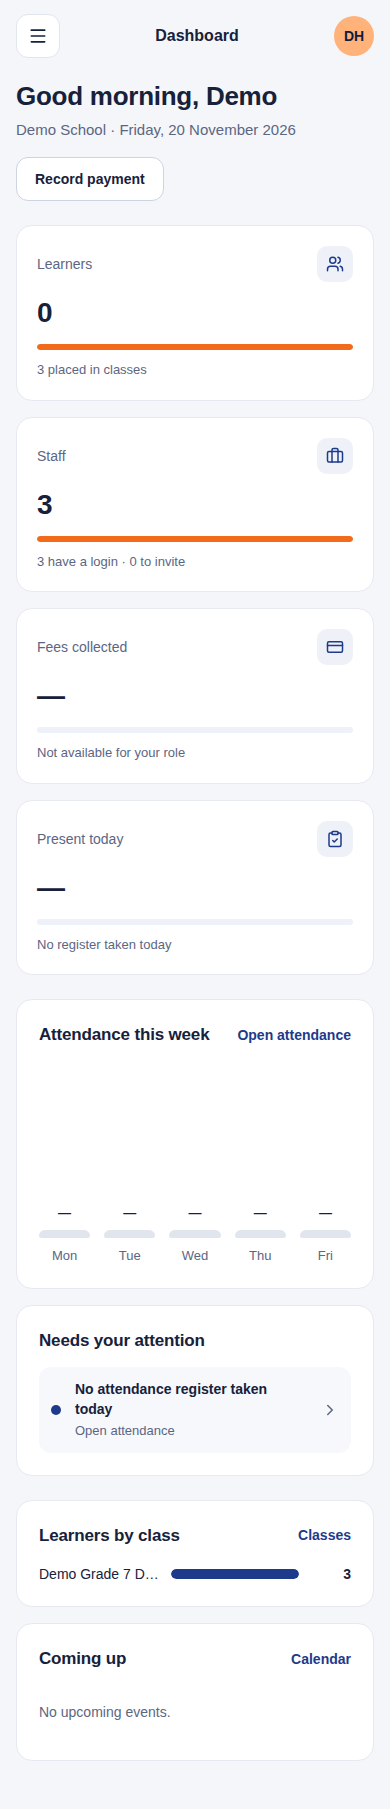 Dashboard
DH
Good morning, Demo
Demo School · Friday, 20 November 2026
Record payment
Learners
0
3 placed in classes
Staff
3
3 have a login · 0 to invite
Fees collected
—
Not available for your role
Present today
—
No register taken today
Attendance this week
Open attendance
— — — — —
Mon Tue Wed Thu Fri
Needs your attention
No attendance register taken
today
Open attendance
Learners by class
Classes
Demo Grade 7 D… 3
Coming up
Calendar
No upcoming events.